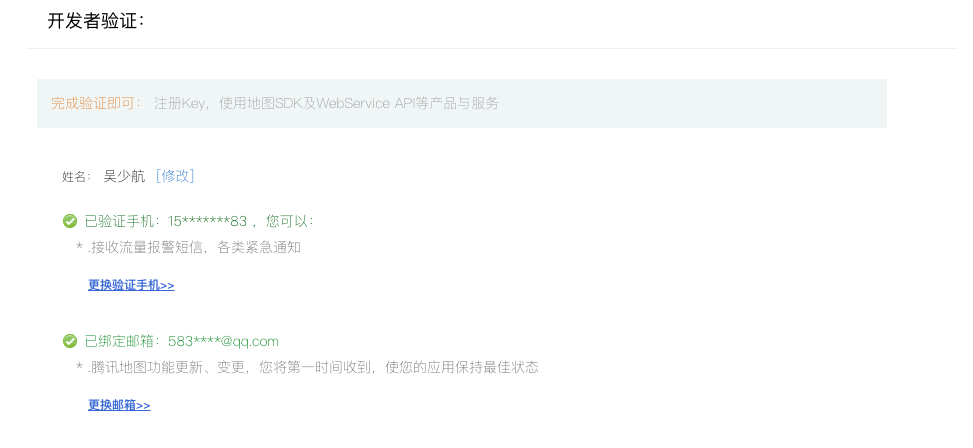 开发者验证：
完成验证即可： 注册Key，使用地图SDK及WebService API等产品与服务
姓名： 吴少航 [修改]
已验证手机：15*******83 ，您可以：
* .接收流量报警短信，各类紧急通知
更换验证手机>>
已绑定邮箱：583****@qq.com
* .腾讯地图功能更新、变更，您将第一时间收到，使您的应用保持最佳状态
更换邮箱>>